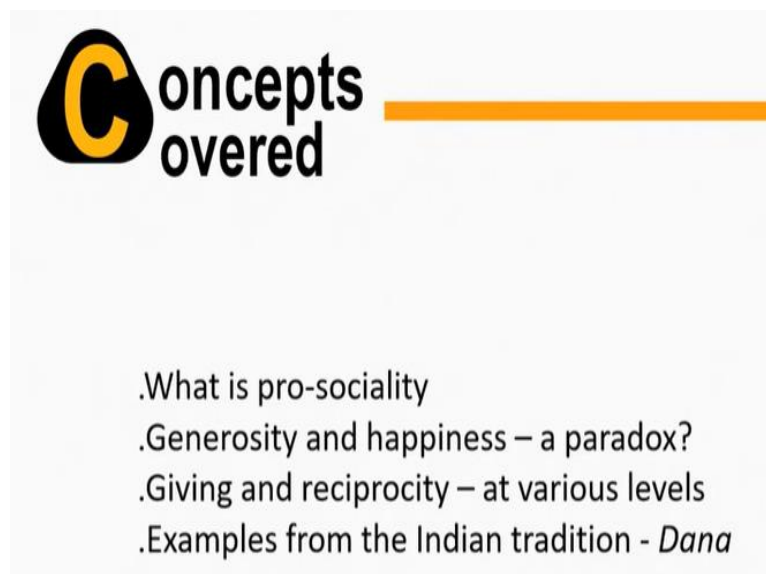 Concepts
Covered
.What is pro-sociality
.Generosity and happiness – a paradox?
.Giving and reciprocity – at various levels
.Examples from the Indian tradition - Dana